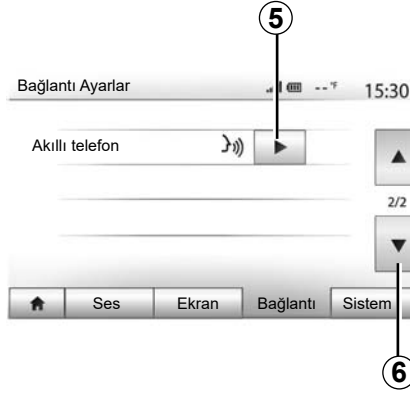 5
Bağlantı Ayarlar --°F 15:30
Akıllı telefon
2/2
Ses Ekran Bağlantı Sistem
6